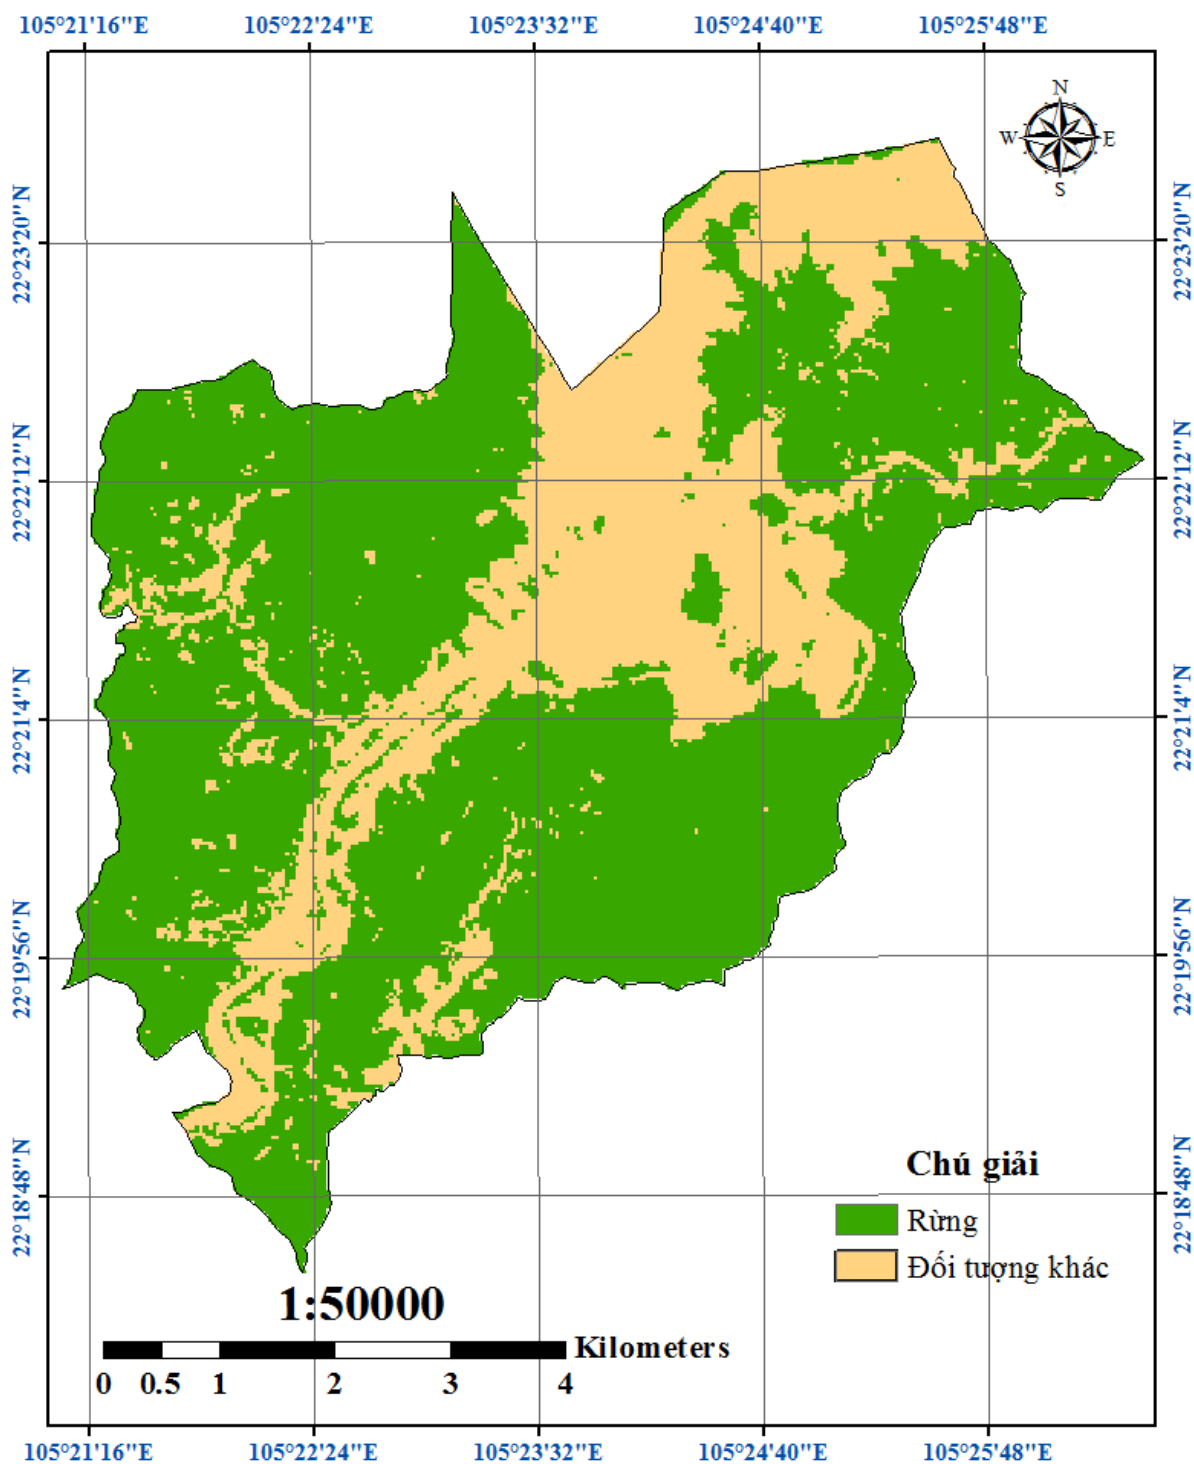 105°21'16"E 105°22'24"E 105°23'32"E 105°24'40"E 105°25'48"E
N
W E
S
22°23'20"N 22°23'20"N
22°22'12"N 22°22'12"N
22°21'4"N 22°21'4"N
22°19'56"N 22°19'56"N
22°18'48"N 22°18'48"N
Chú giải
Rừng
Đối tượng khác
1:50000
Kilometers
0 0.5 1 2 3 4
105°21'16"E 105°22'24"E 105°23'32"E 105°24'40"E 105°25'48"E